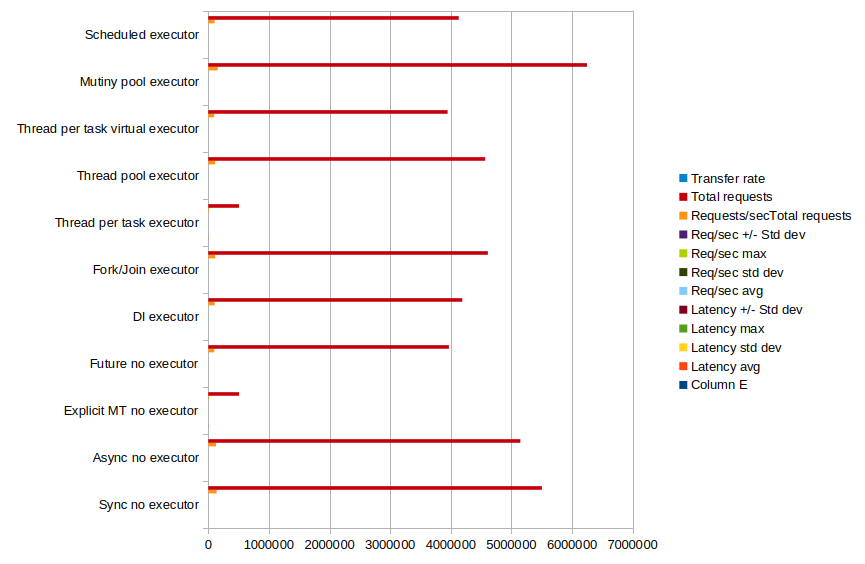 Scheduled executor
Mutiny pool executor
Thread per task virtual executor
Thread pool executor
Thread per task executor
Fork/Join executor
DI executor
Future no executor
Explicit MT no executor
Async no executor
Sync no executor
0 1000000 2000000 3000000 4000000 5000000 6000000 7000000
Transfer rate
Total requests
Requests/secTotal requests
Req/sec +/- Std dev
Req/sec max
Req/sec std dev
Req/sec avg
Latency +/- Std dev
Latency max
Latency std dev
Latency avg
Column E